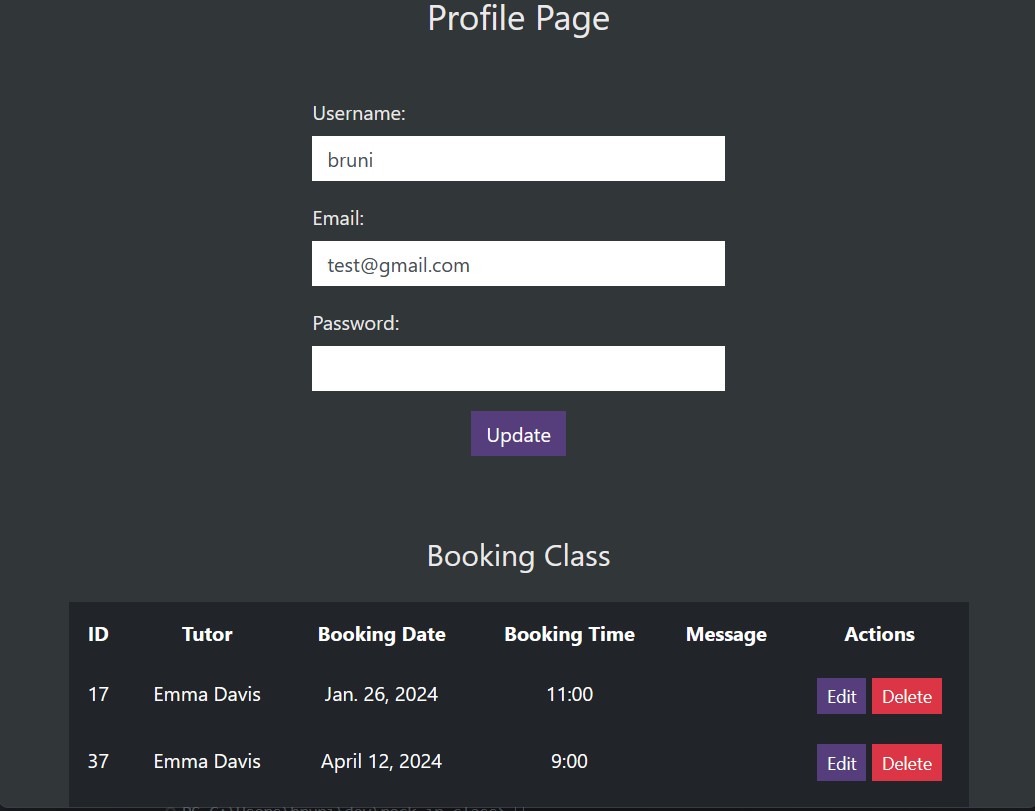 Profile Page
Username:
bruni
Email:
test@gmail.com
Password:
Update
Booking Class
ID Tutor Booking Date Booking Time Message Actions
17 Emma Davis Jan. 26, 2024 11:00 Edit Delete
37 Emma Davis April 12, 2024 9:00 Edit Delete